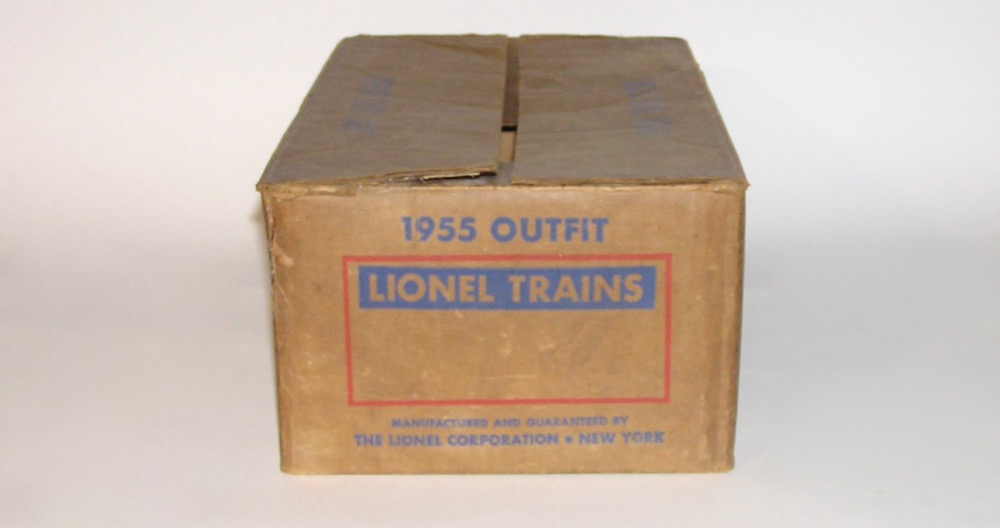 1955 OUTFIT
LIONEL TRAINS
MANUFACTURED AND GUARANTEED BY
THE LIONEL CORPORATION • NEW YORK